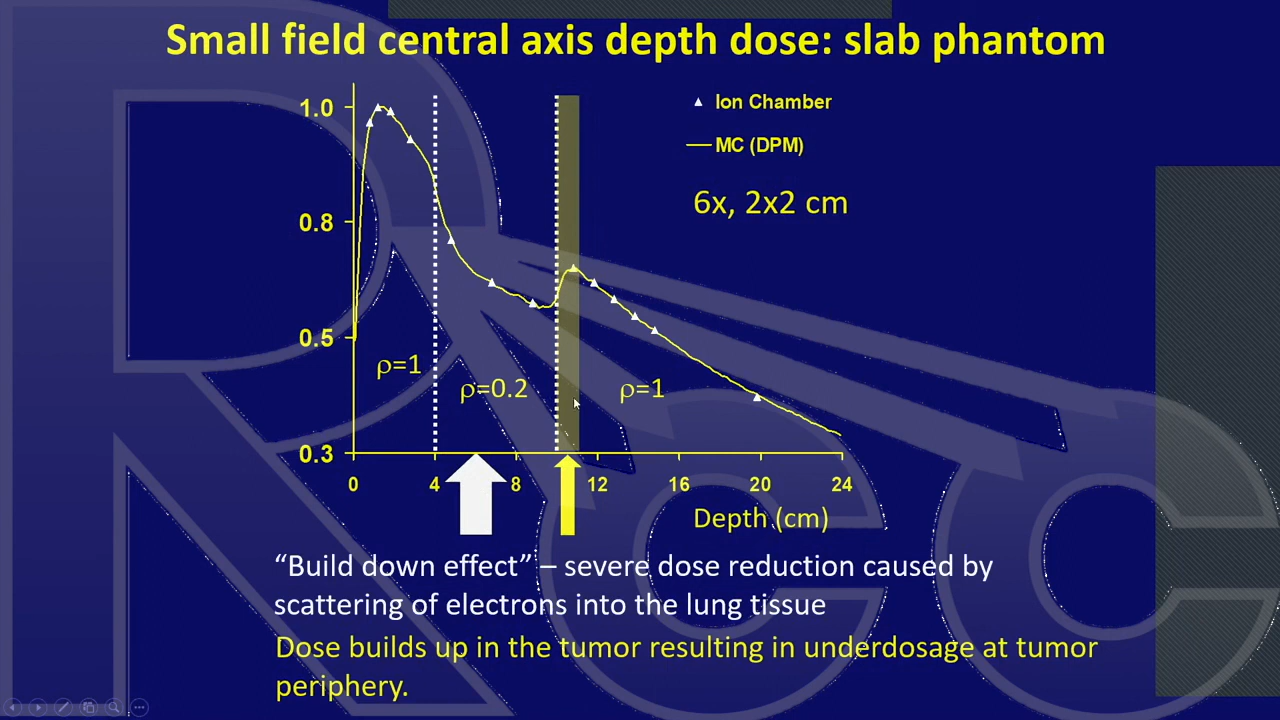 Small field central axis depth dose: slab phantom
1.0
0.8
0.5
0.3
Ion Chamber
MC (DPM)
6x, 2x2 cm
ρ=1
ρ=0.2
ρ=1
0 4 8 12 16 20 24
Depth (cm)
“Build down effect” – severe dose reduction caused by
scattering of electrons into the lung tissue
Dose builds up in the tumor resulting in underdosage at tumor
periphery.
RCC